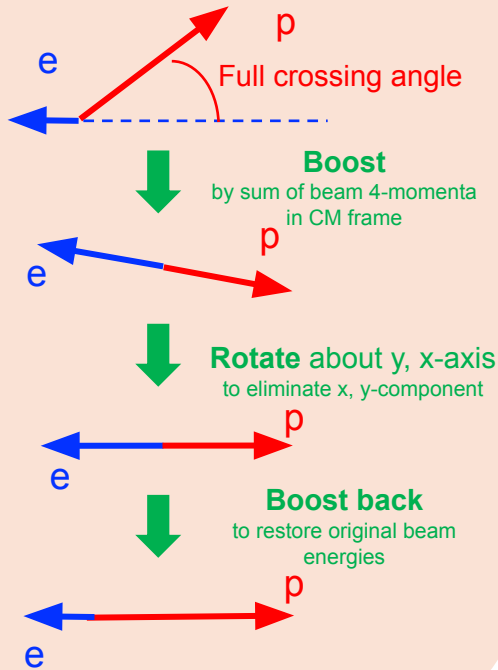 p
e
Full crossing angle
Boost
by sum of beam 4-momenta
in CM frame
p
e
Rotate about y, x-axis
to eliminate x, y-component
p
e
Boost back
to restore original beam
energies
p
e